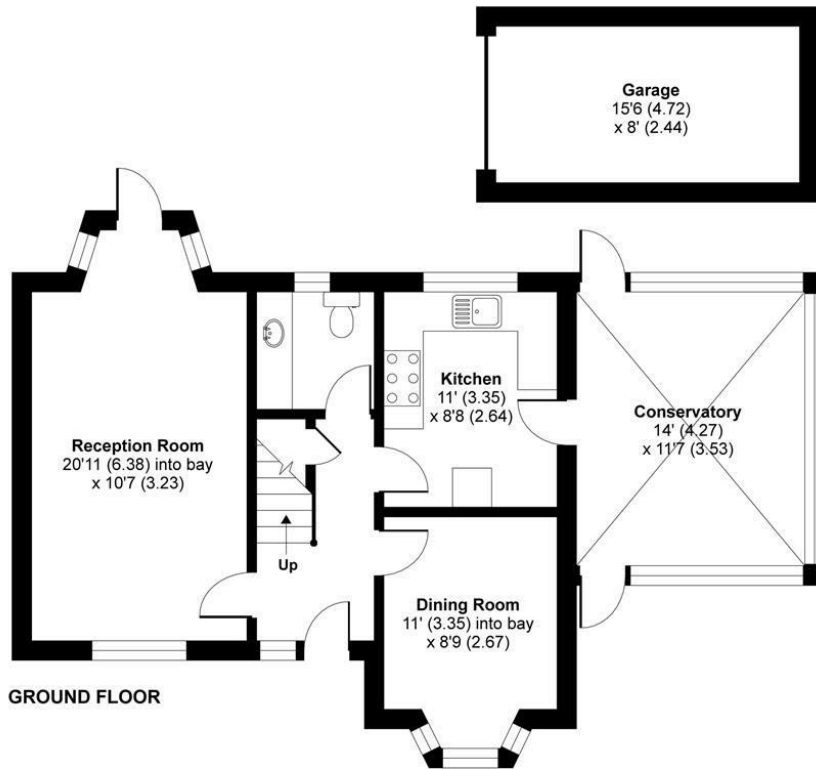 Garage
15'6 (4.72)
x 8' (2.44)
Kitchen
11' (3.35)
x 8'8 (2.64)
Conservatory
14' (4.27)
x 11'7 (3.53)
Reception Room
20'11 (6.38) into bay
x 10'7 (3.23)
Up
Dining Room
11' (3.35) into bay
x 8'9 (2.67)
GROUND FLOOR